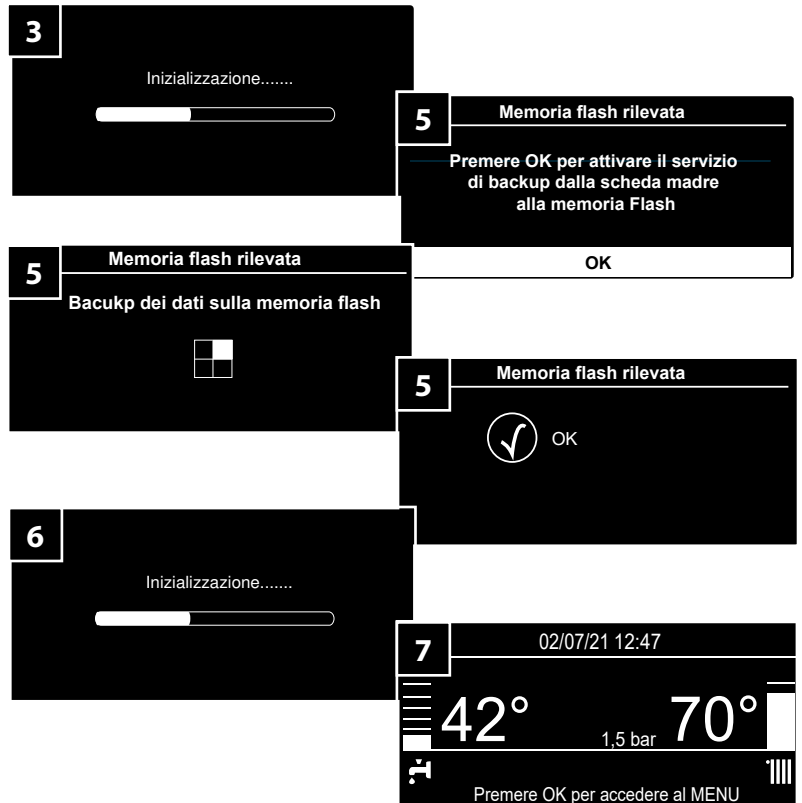 3
Inizializzazione.......
5
Memoria flash rilevata
Premere OK per attivare il servizio
di backup dalla scheda madre
alla memoria Flash
OK
5
Memoria flash rilevata
Bacukp dei dati sulla memoria flash
5
Memoria flash rilevata
OK
6
Inizializzazione.......
7
02/07/21 12:47
42°
1,5 bar
70°
Premere OK per accedere al MENU